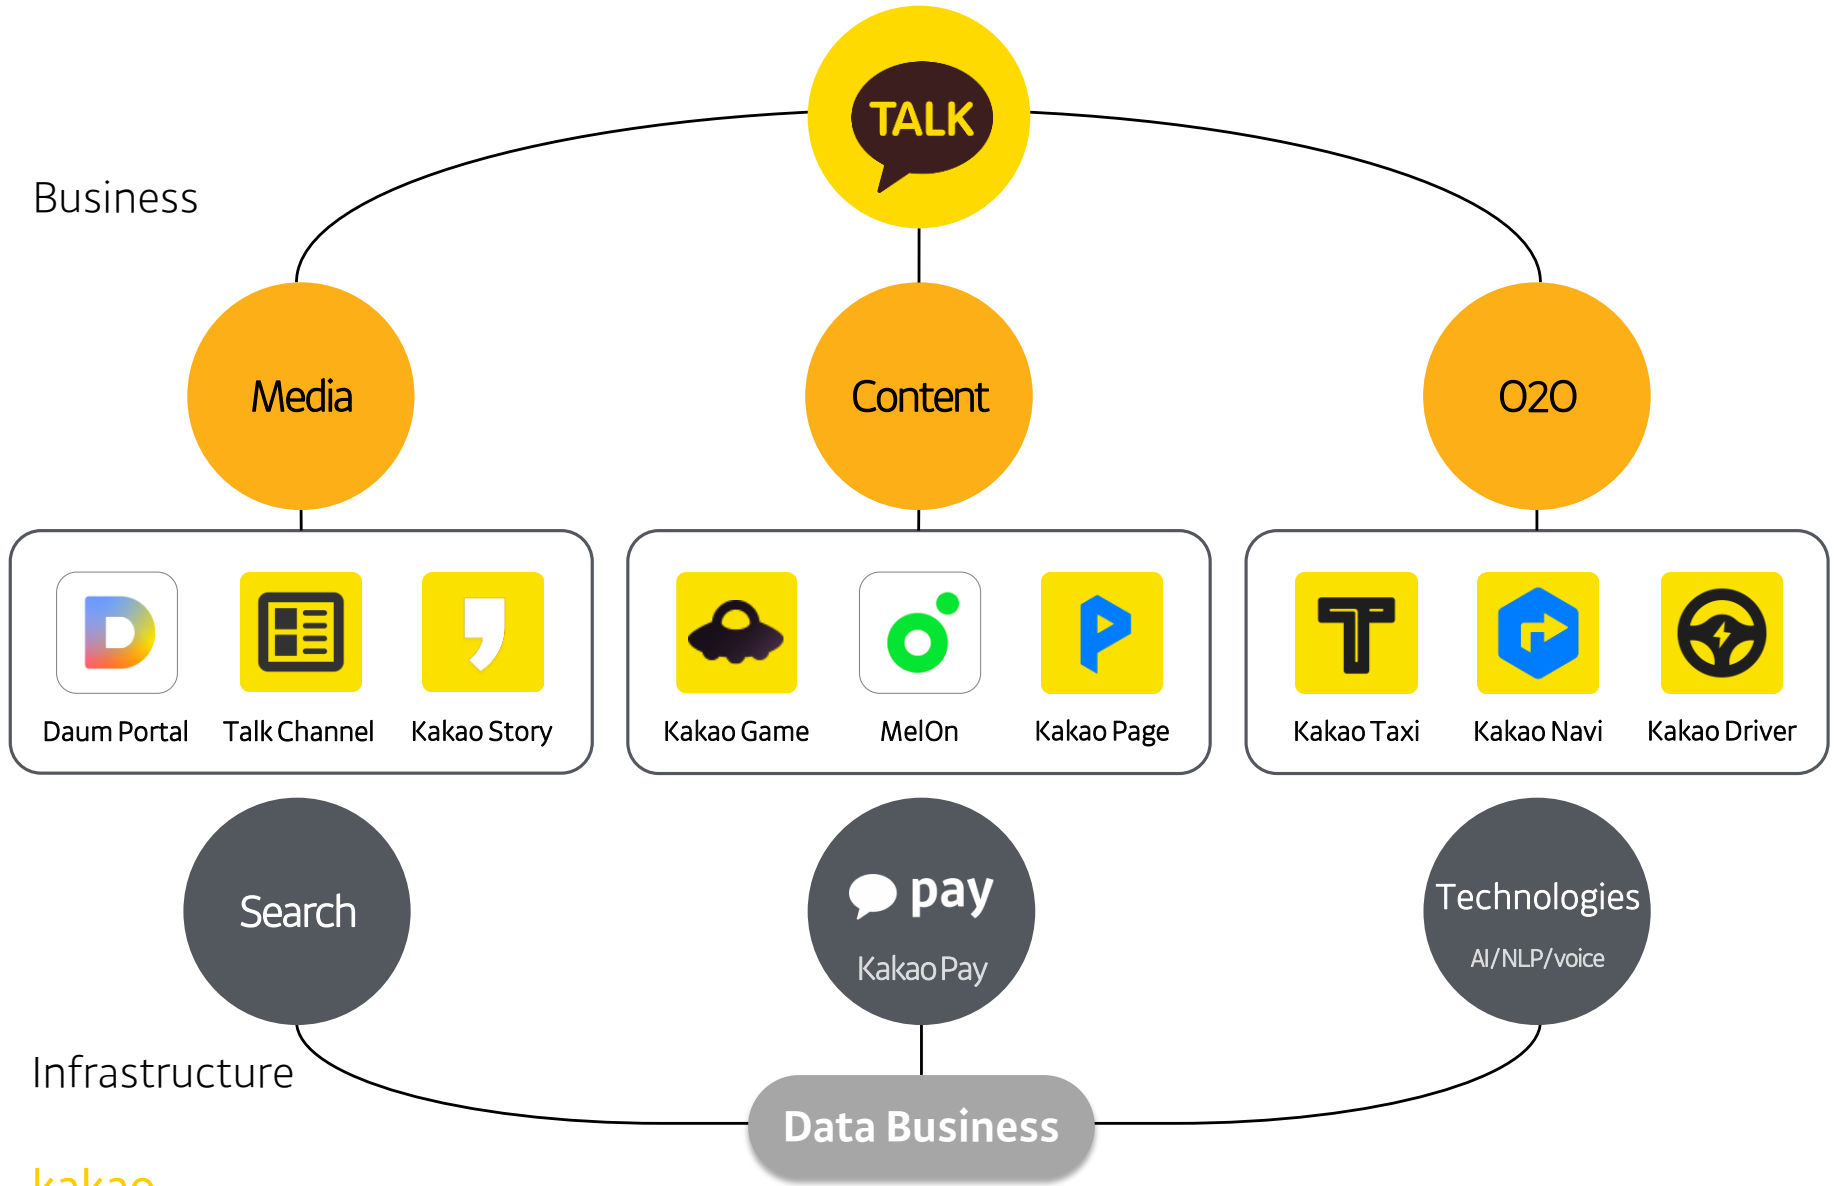 TALK
Business
Media
Content
O2O
Daum Portal
Talk Channel
Kakao Story
Kakao Game
MelOn
Kakao Page
Kakao Taxi
Kakao Navi
Kakao Driver
Search
pay
Kakao Pay
Technologies
AI/NLP/voice
Infrastructure
Data Business
kakao